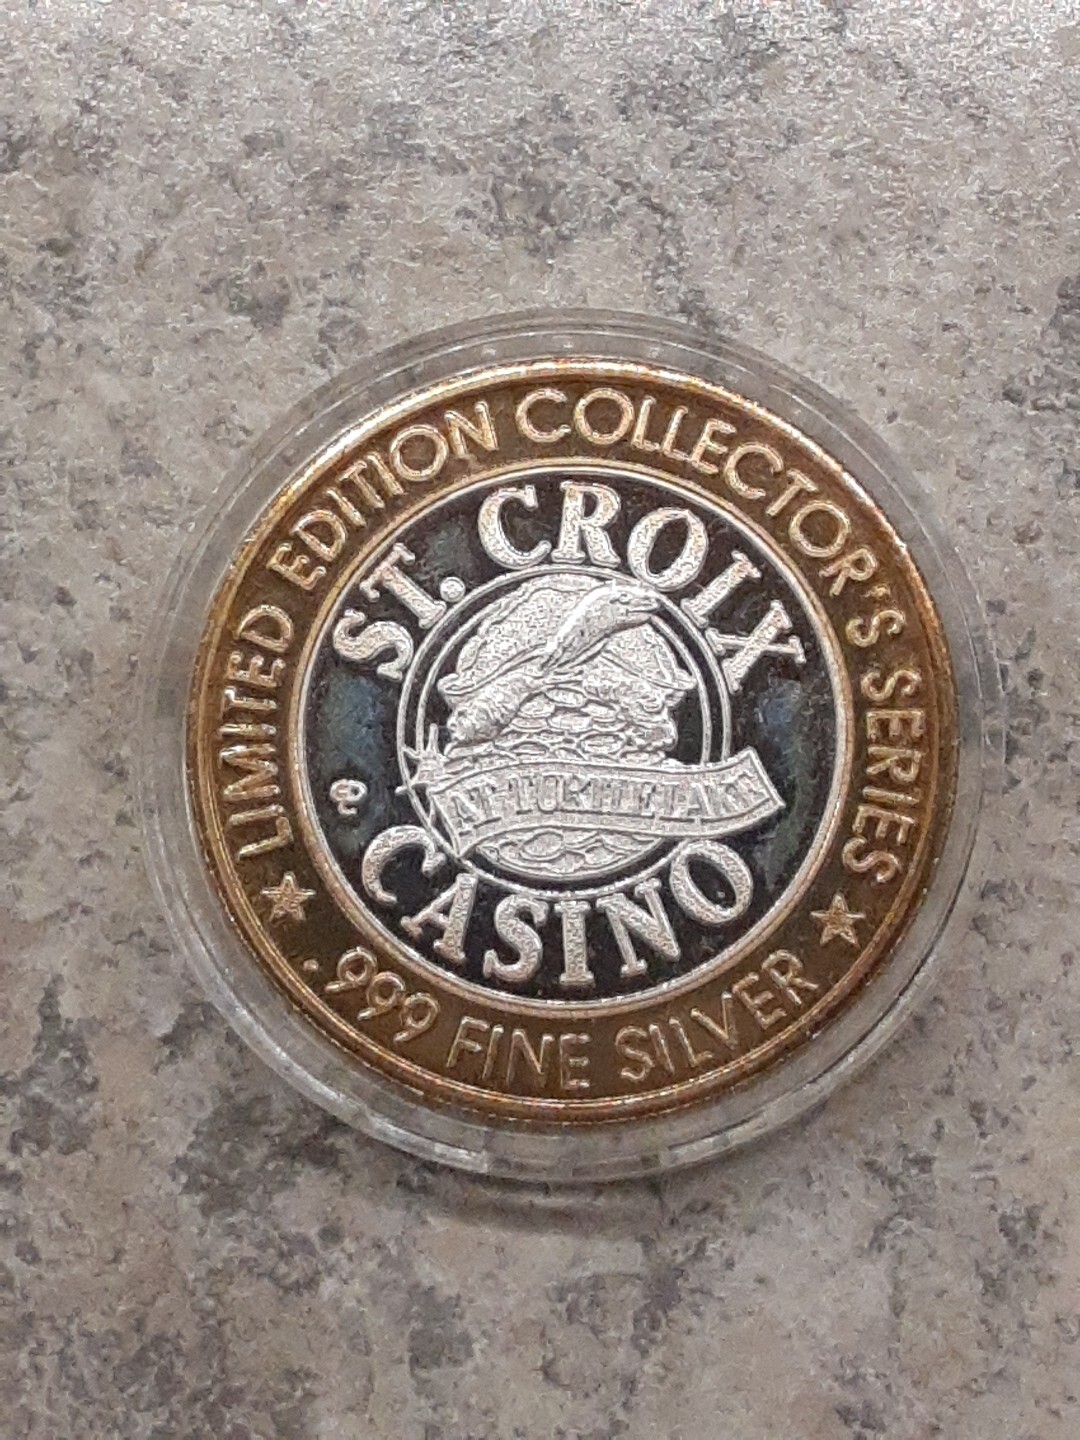 LIMITED EDITION COLLECTOR'S SERIES
ST. CROIX
AT TURTLE LAKE
CASINO
.999 FINE SILVER